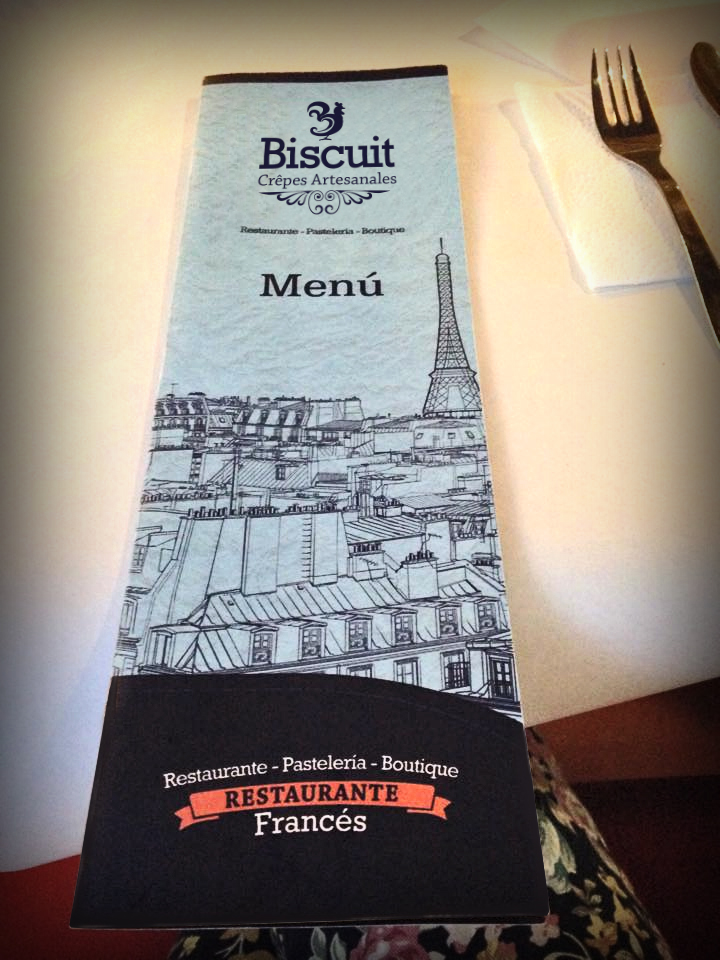 Biscuit
Crêpes Artesanales
Restaurante - Pastelería - Boutique
Menú
Restaurante - Pastelería - Boutique
RESTAURANTE
Francés